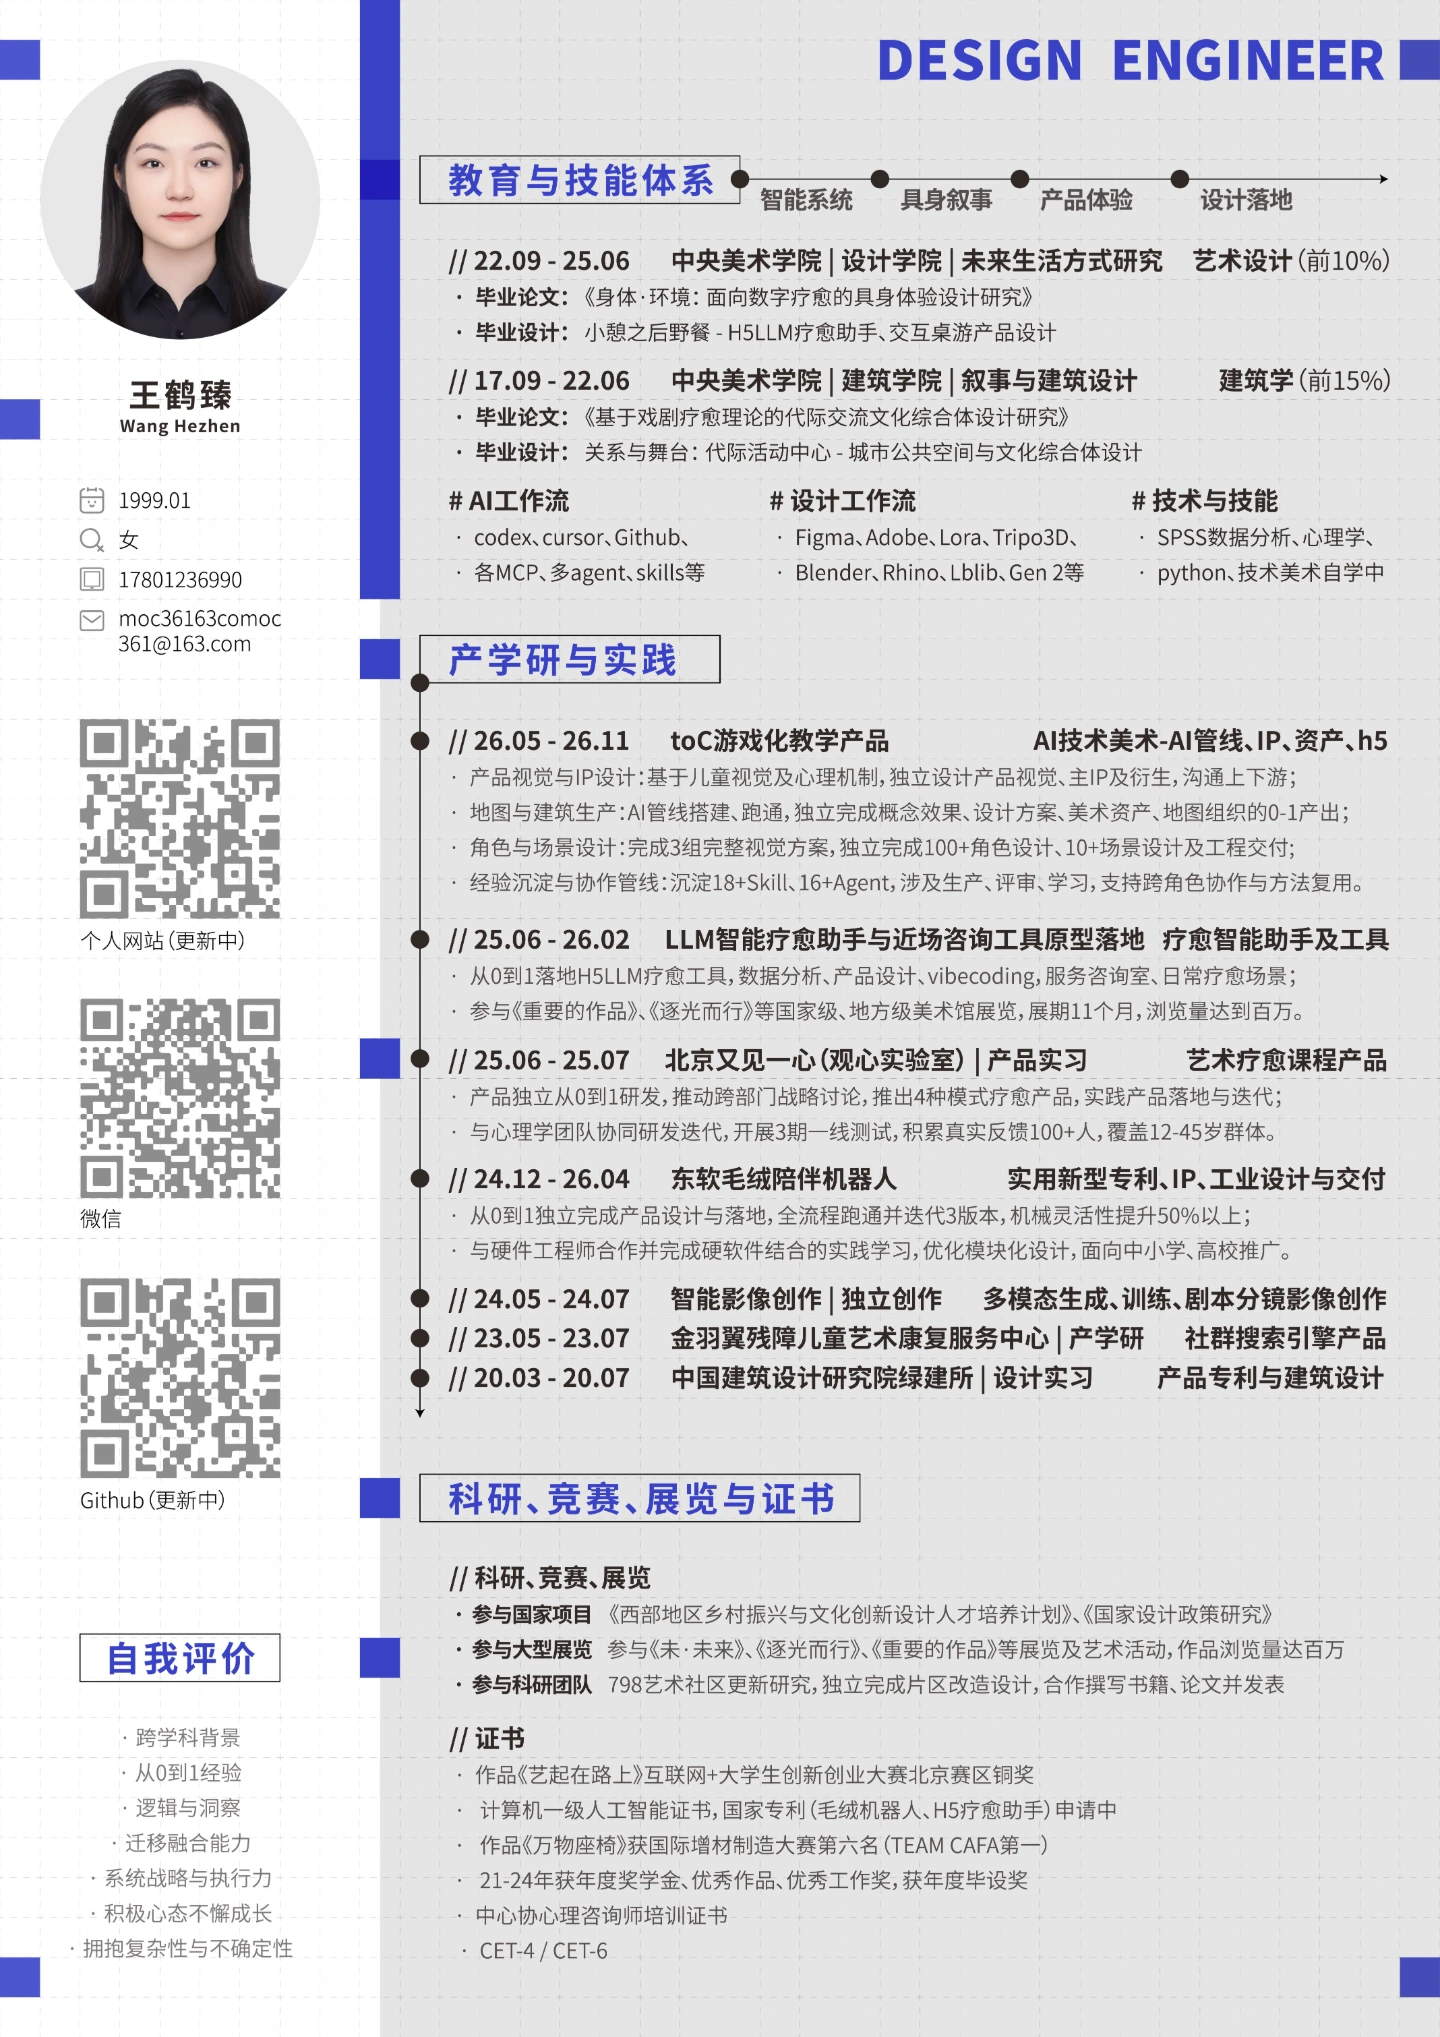 DESIGN ENGINEER
王鹤臻
Wang Hezhen
1999.01
女
17801236990
moc36163comoc
361@163.com
个人网站（更新中）
微信
Github（更新中）
自我评价
· 跨学科背景
· 从0到1经验
· 逻辑与洞察
· 迁移融合能力
· 系统战略与执行力
· 积极心态不懈成长
· 拥抱复杂性与不确定性
教育与技能体系
智能系统 具身叙事 产品体验 设计落地
// 22.09 - 25.06 中央美术学院 | 设计学院 | 未来生活方式研究 艺术设计（前10%）
· 毕业论文：《身体·环境：面向数字疗愈的具身体验设计研究》
· 毕业设计： 小憩之后野餐 - H5LLM疗愈助手、交互桌游产品设计
// 17.09 - 22.06 中央美术学院 | 建筑学院 | 叙事与建筑设计 建筑学（前15%）
· 毕业论文：《基于戏剧疗愈理论的代际交流文化综合体设计研究》
· 毕业设计： 关系与舞台：代际活动中心 - 城市公共空间与文化综合体设计
# AI工作流 # 设计工作流 # 技术与技能
· codex、cursor、Github、 · Figma、Adobe、Lora、Tripo3D、 · SPSS数据分析、心理学、
· 各MCP、多agent、skills等 · Blender、Rhino、Lblib、Gen 2等 · python、技术美术自学中
产学研与实践
// 26.05 - 26.11 toC游戏化教学产品 AI技术美术-AI管线、IP、资产、h5
· 产品视觉与IP设计：基于儿童视觉及心理机制，独立设计产品视觉、主IP及衍生，沟通上下游；
· 地图与建筑生产：AI管线搭建、跑通，独立完成概念效果、设计方案、美术资产、地图组织的0-1产出；
· 角色与场景设计：完成3组完整视觉方案，独立完成100+角色设计、10+场景设计及工程交付；
· 经验沉淀与协作管线：沉淀18+Skill、16+Agent，涉及生产、评审、学习，支持跨角色协作与方法复用。
// 25.06 - 26.02 LLM智能疗愈助手与近场咨询工具原型落地 疗愈智能助手及工具
· 从0到1落地H5LLM疗愈工具，数据分析、产品设计、vibecoding，服务咨询室、日常疗愈场景；
· 参与《重要的作品》、《逐光而行》等国家级、地方级美术馆展览，展期11个月，浏览量达到百万。
// 25.06 - 25.07 北京又见一心（观心实验室） | 产品实习 艺术疗愈课程产品
· 产品独立从0到1研发，推动跨部门战略讨论，推出4种模式疗愈产品，实践产品落地与迭代；
· 与心理学团队协同研发迭代，开展3期一线测试，积累真实反馈100+人，覆盖12-45岁群体。
// 24.12 - 26.04 东软毛绒陪伴机器人 实用新型专利、IP、工业设计与交付
· 从0到1独立完成产品设计与落地，全流程跑通并迭代3版本，机械灵活性提升50%以上；
· 与硬件工程师合作并完成硬软件结合的实践学习，优化模块化设计，面向中小学、高校推广。
// 24.05 - 24.07 智能影像创作 | 独立创作 多模态生成、训练、剧本分镜影像创作
// 23.05 - 23.07 金羽翼残障儿童艺术康复服务中心 | 产学研 社群搜索引擎产品
// 20.03 - 20.07 中国建筑设计研究院绿建所 | 设计实习 产品专利与建筑设计
科研、竞赛、展览与证书
// 科研、竞赛、展览
· 参与国家项目 《西部地区乡村振兴与文化创新设计人才培养计划》、《国家设计政策研究》
· 参与大型展览 参与《未·未来》、《逐光而行》、《重要的作品》等展览及艺术活动，作品浏览量达百万
· 参与科研团队 798艺术社区更新研究，独立完成片区改造设计，合作撰写书籍、论文并发表
// 证书
· 作品《艺起在路上》互联网+大学生创新创业大赛北京赛区铜奖
· 计算机一级人工智能证书，国家专利（毛绒机器人、H5疗愈助手）申请中
· 作品《万物座椅》获国际增材制造大赛第六名（TEAM CAFA第一）
· 21-24年获年度奖学金、优秀作品、优秀工作奖，获年度毕设奖
· 中心协心理咨询师培训证书
· CET-4 / CET-6